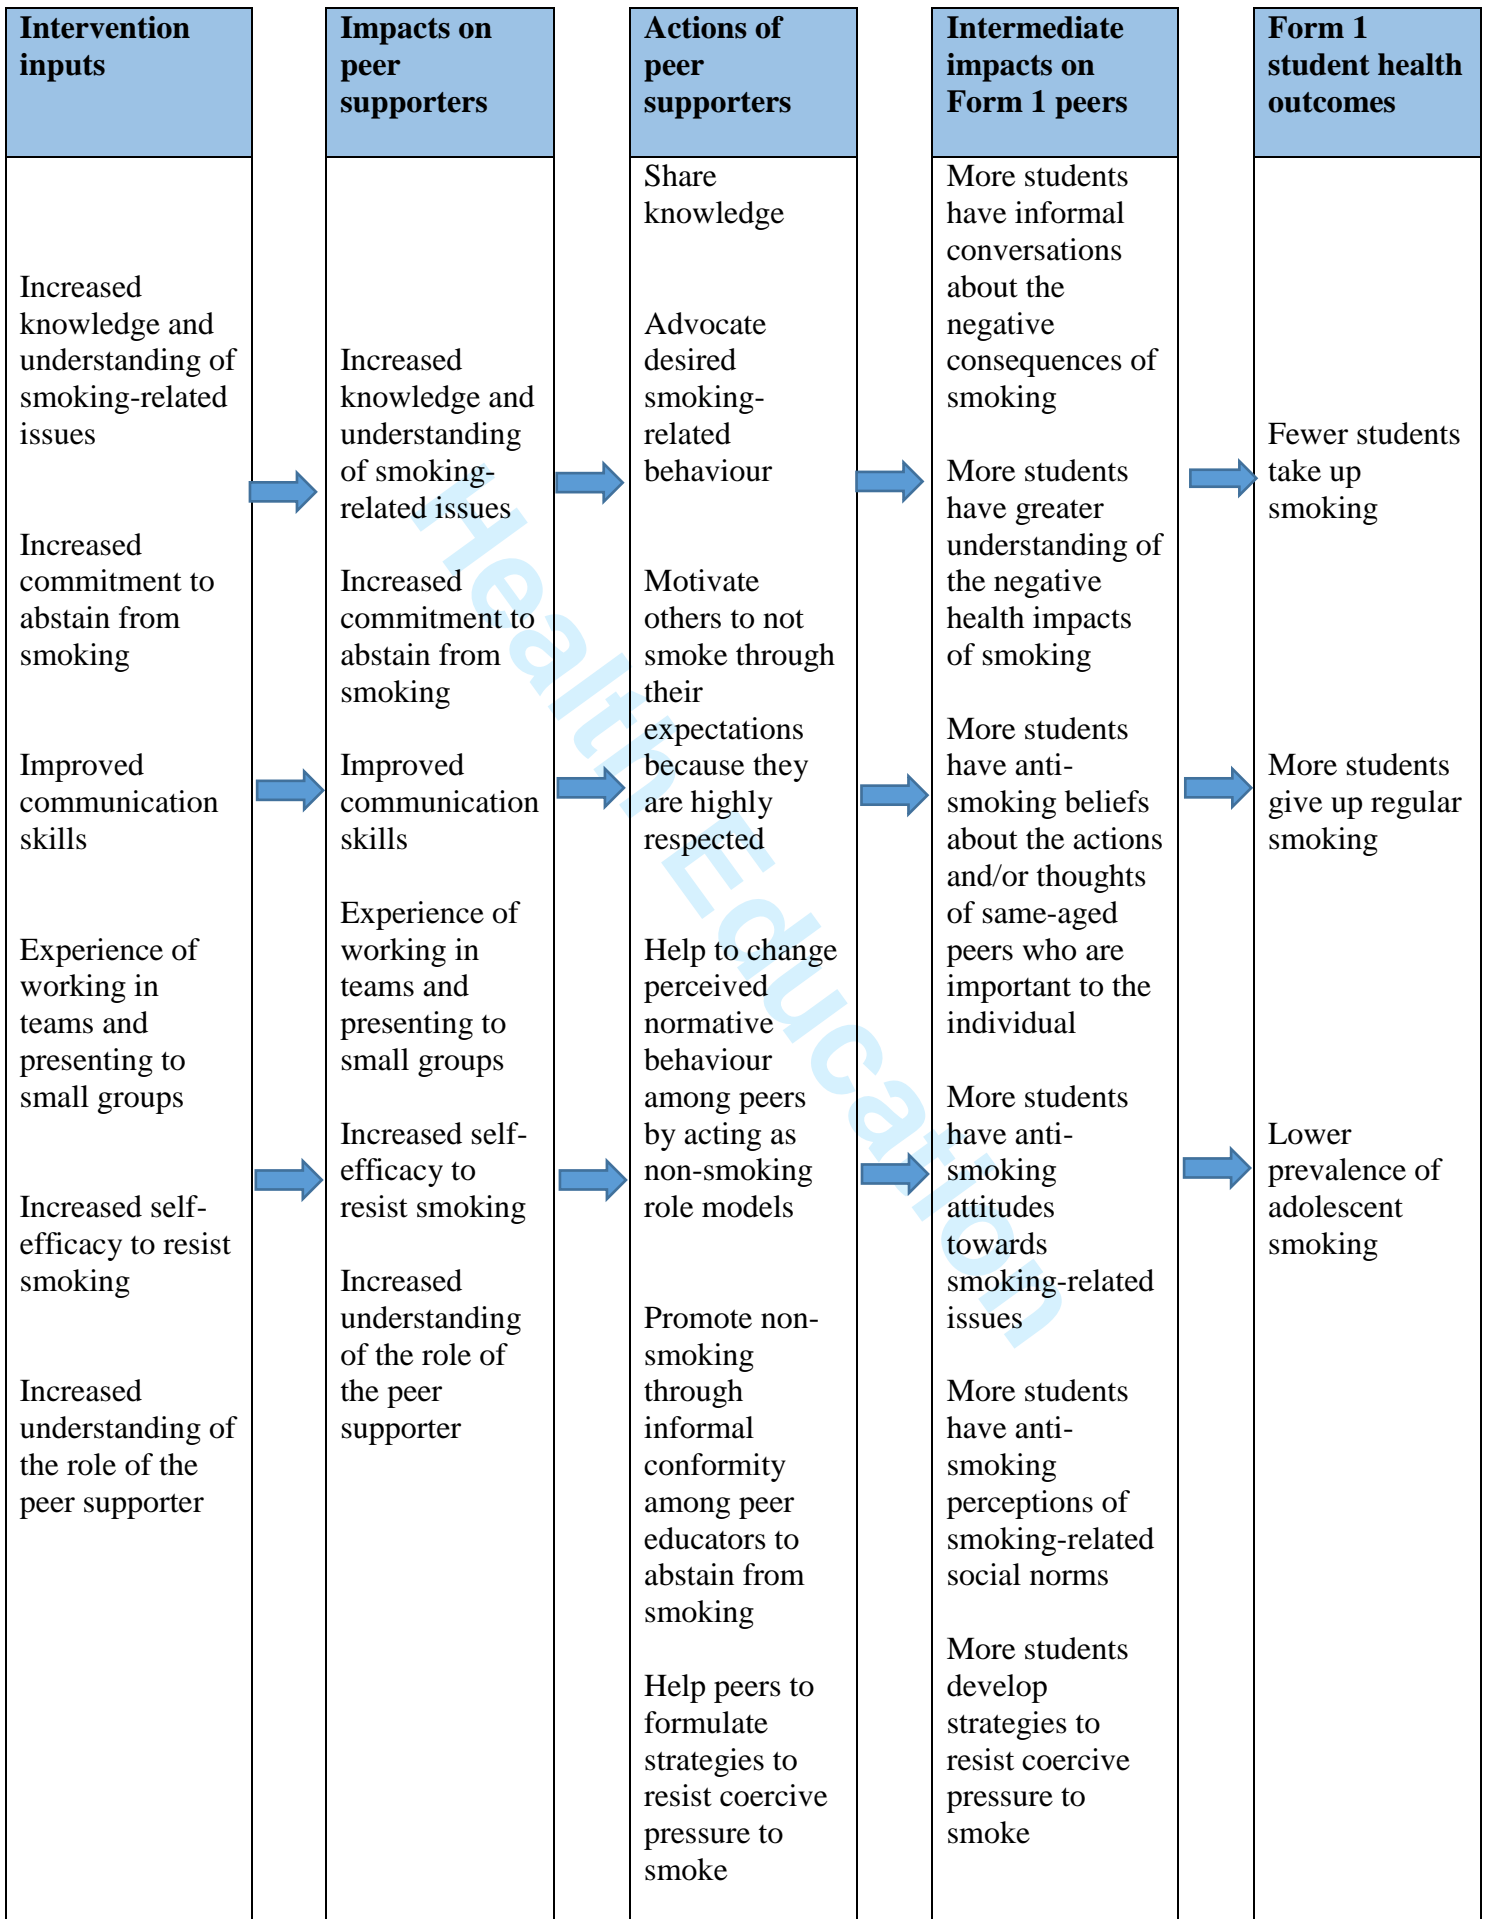 Intervention
inputs
Increased
knowledge and
understanding of
smoking-related
issues
Increased
commitment to
abstain from
smoking
Improved
communication
skills
Experience of
working in
teams and
presenting to
small groups
Increased self-
efficacy to resist
smoking
Increased
understanding of
the role of the
peer supporter
Impacts on
peer
supporters
Increased
knowledge and
understanding
of smoking-
related issues
Increased
commitment to
abstain from
smoking
Improved
communication
skills
Experience of
working in
teams and
presenting to
small groups
Increased self-
efficacy to
resist smoking
Increased
understanding
of the role of
the peer
supporter
Actions of
peer
supporters
Share
knowledge
Advocate
desired
smoking-
related
behaviour
Motivate
others to not
smoke through
their
expectations
because they
are highly
respected
Help to change
perceived
normative
behaviour
among peers
by acting as
non-smoking
role models
Promote non-
smoking
through
informal
conformity
among peer
educators to
abstain from
smoking
Help peers to
formulate
strategies to
resist coercive
pressure to
smoke
Intermediate
impacts on
Form 1 peers
More students
have informal
conversations
about the
negative
consequences of
smoking
More students
have greater
understanding of
the negative
health impacts
of smoking
More students
have anti-
smoking beliefs
about the actions
and/or thoughts
of same-aged
peers who are
important to the
individual
More students
have anti-
smoking
attitudes
towards
smoking-related
issues
More students
have anti-
smoking
perceptions of
smoking-related
social norms
More students
develop
strategies to
resist coercive
pressure to
smoke
Form 1
student health
outcomes
Fewer students
take up
smoking
More students
give up regular
smoking
Lower
prevalence of
adolescent
smoking
Health Education